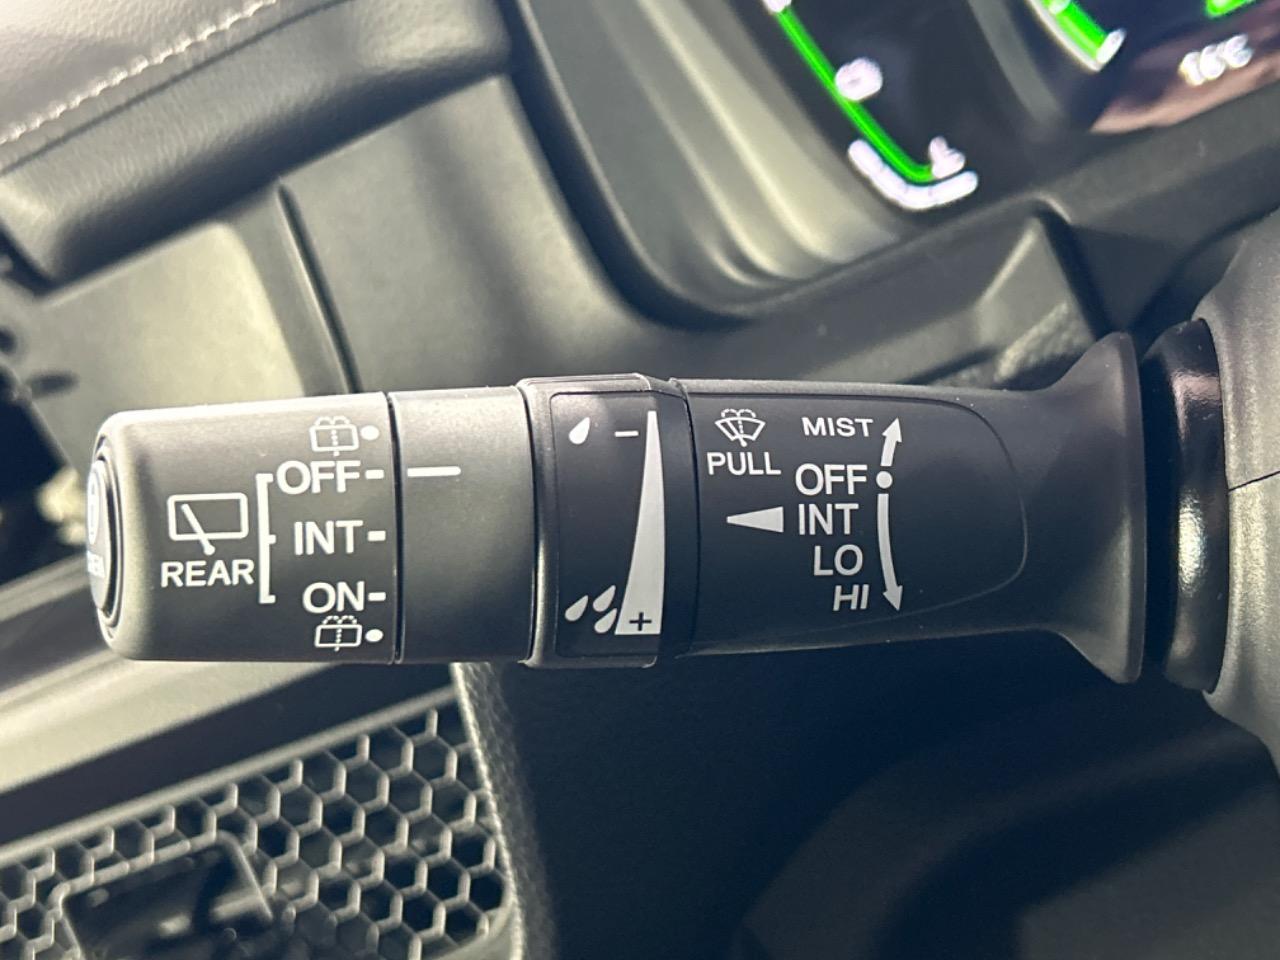 REAR
OFF
INT
ON
−
+
PULL
MIST
OFF
INT
LO
HI